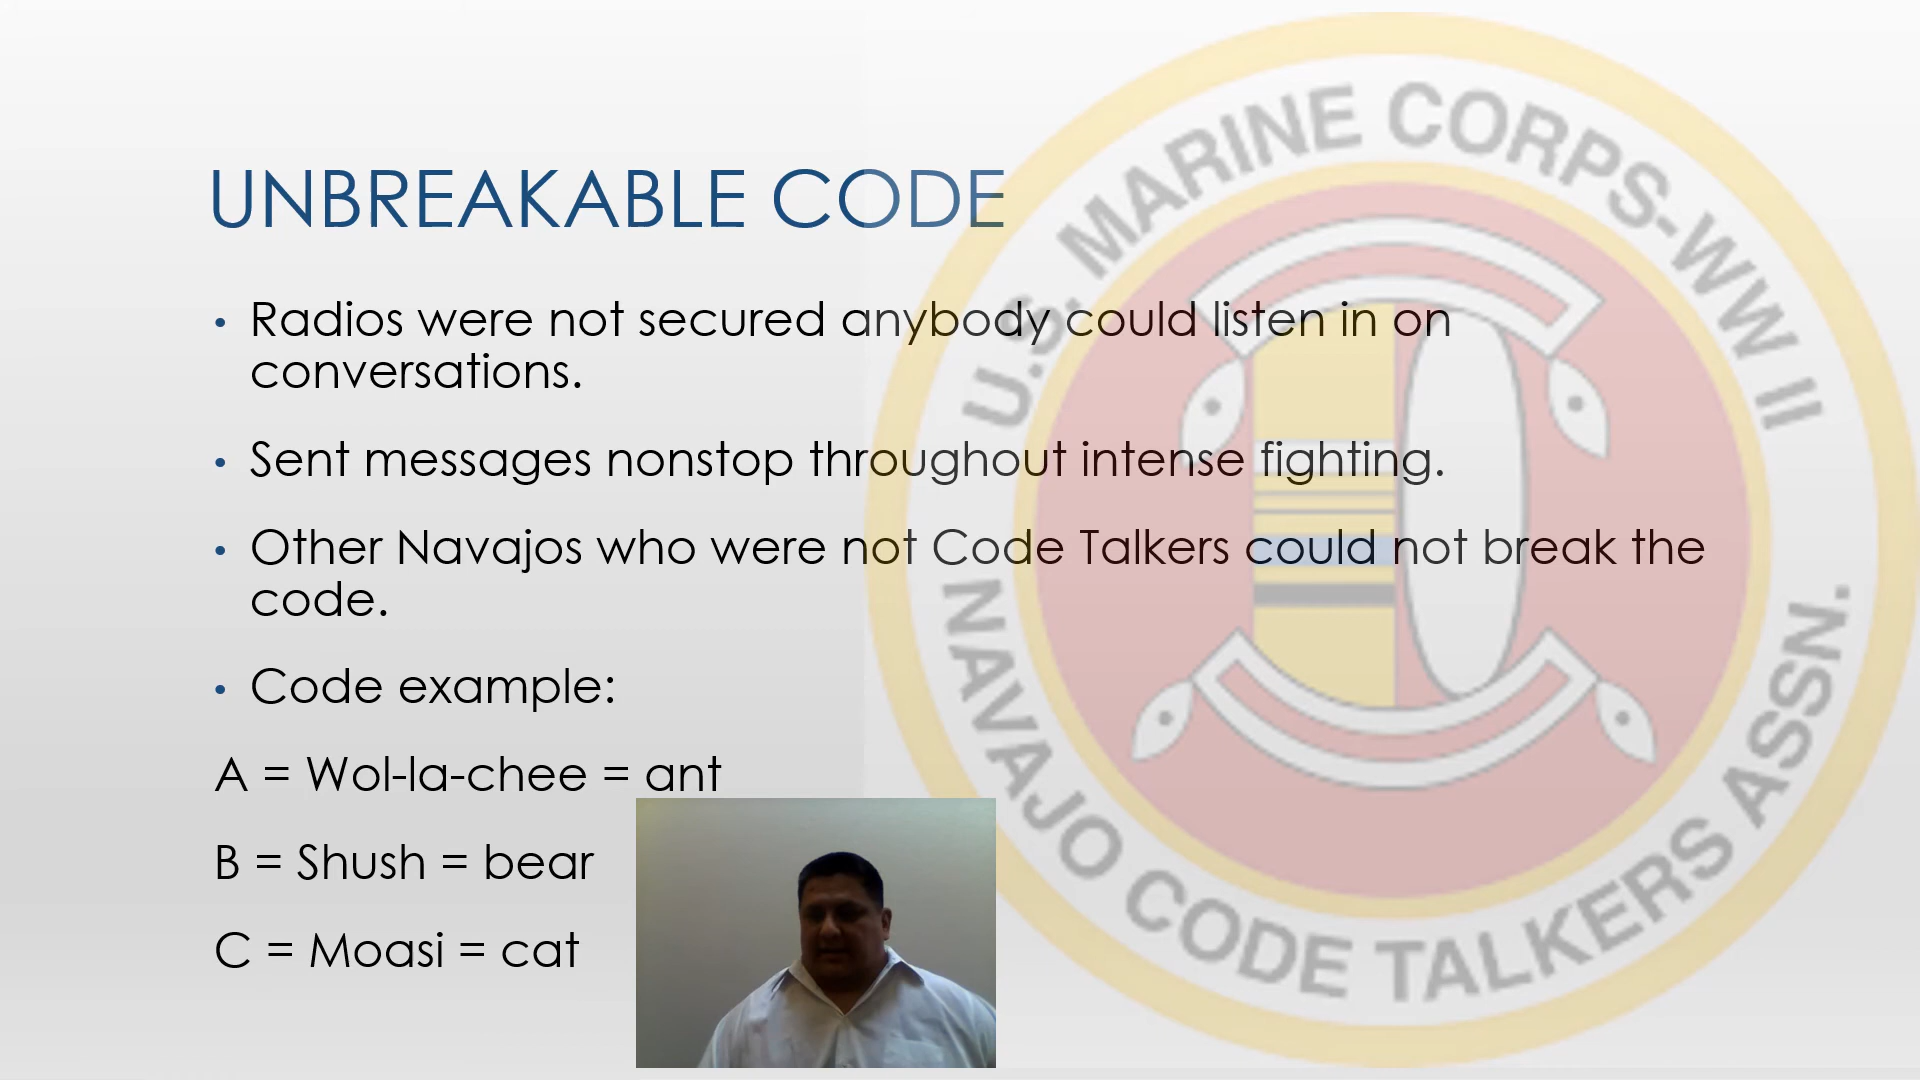 UNBREAKABLE CODE
• Radios were not secured anybody could listen in on
conversations.
• Sent messages nonstop throughout intense fighting.
• Other Navajos who were not Code Talkers could not break the
code.
• Code example:
A = Wol-la-chee = ant
B = Shush = bear
C = Moasi = cat
U.S. MARINE CORPS-WW II
NAVAJO CODE TALKERS ASSN.